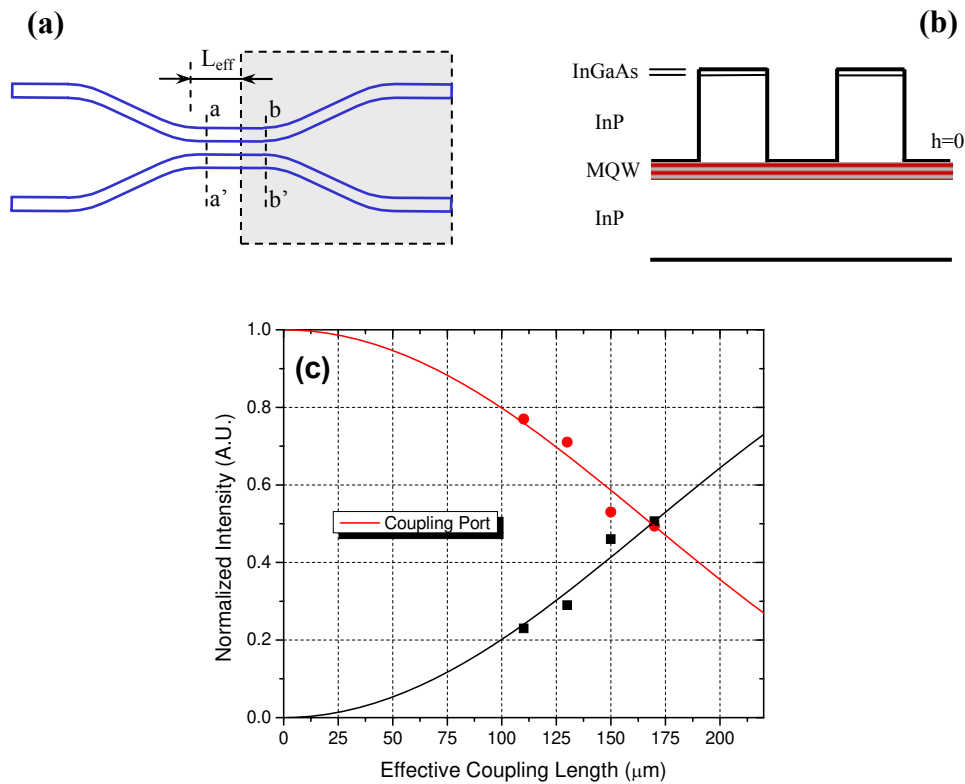 (a)
L_eff
a
b
a'
b'
(b)
InGaAs
InP
h=0
MQW
InP
(c)
Coupling Port
Normalized Intensity (A.U.)
1.0
0.8
0.6
0.4
0.2
0.0
0 25 50 75 100 125 150 175 200
Effective Coupling Length (μm)